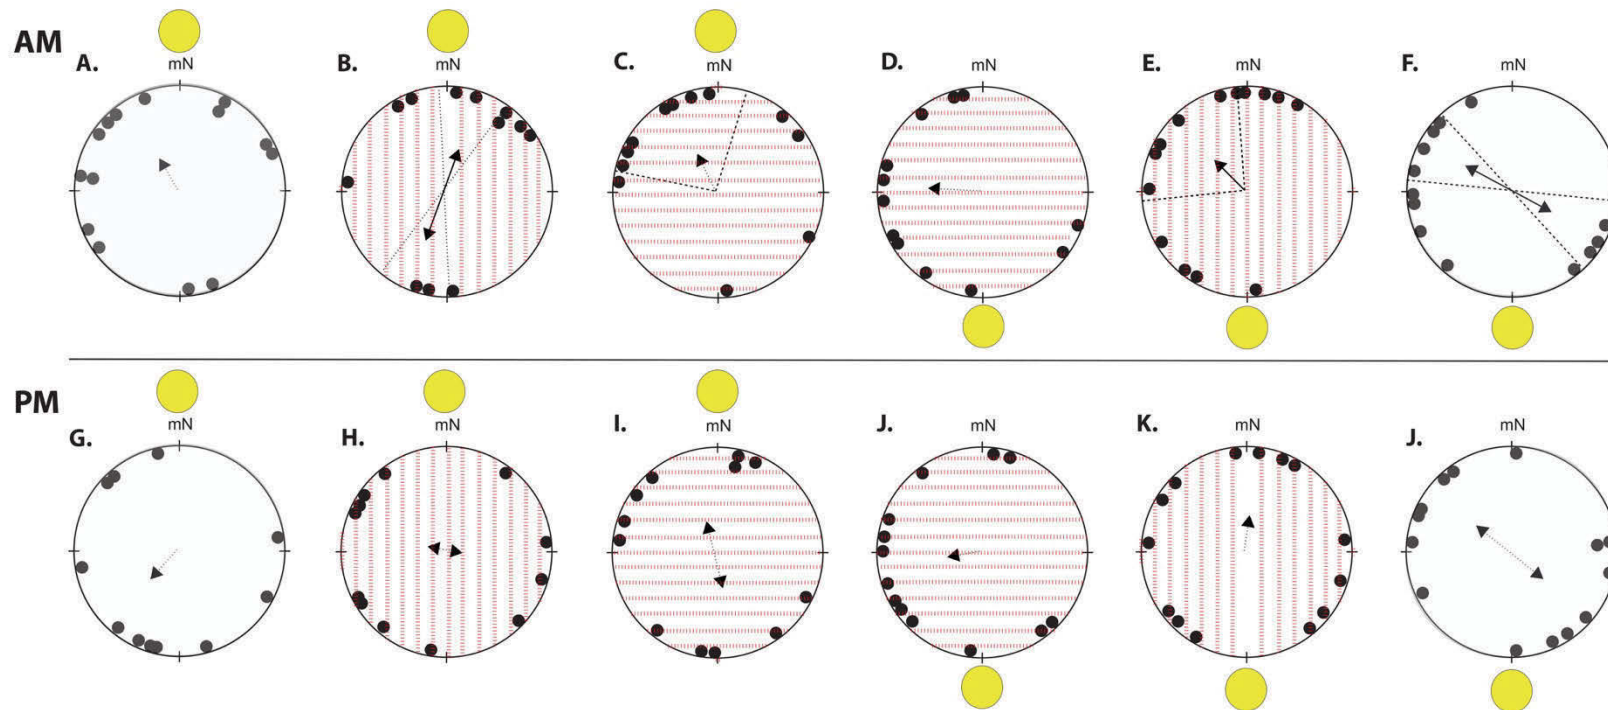 AM
A. B. C. D. E. F.
mN mN mN mN mN mN
PM
G. H. I. J. K. J.
mN mN mN mN mN mN